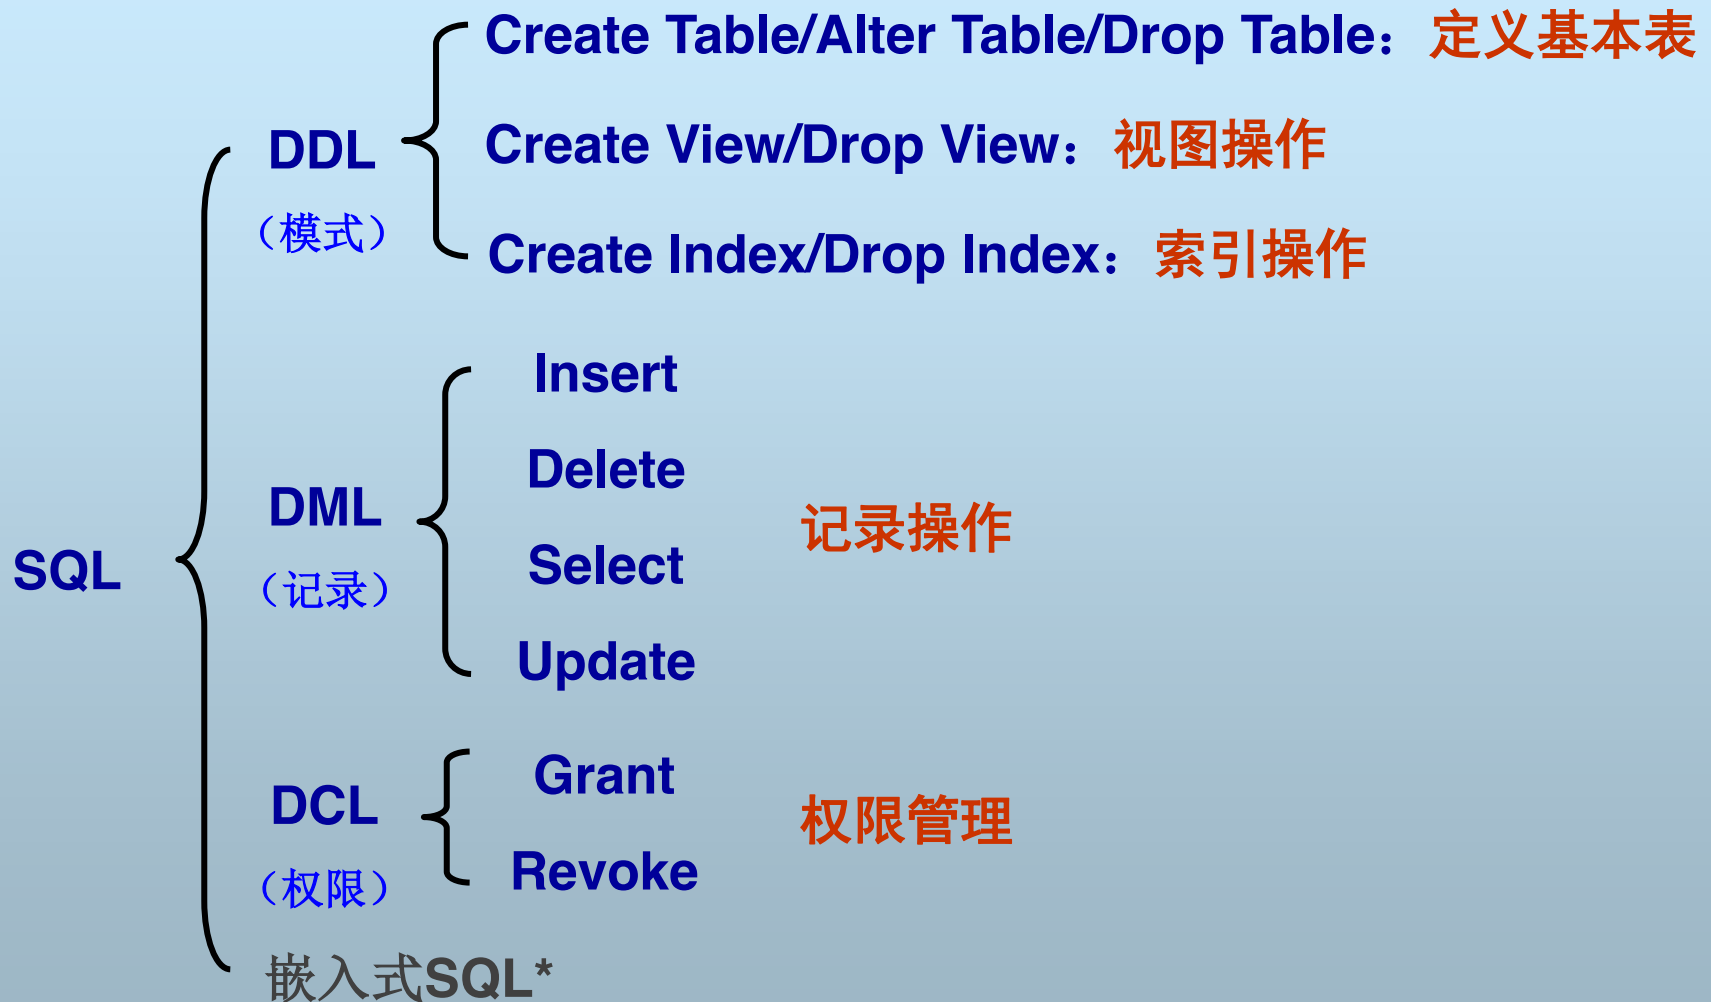 Create Table/Alter Table/Drop Table：定义基本表
DDL
Create View/Drop View：视图操作
（模式）
Create Index/Drop Index：索引操作
Insert
Delete
DML
记录操作
SQL
Select
（记录）
Update
Grant
DCL
权限管理
Revoke
（权限）
嵌入式SQL*